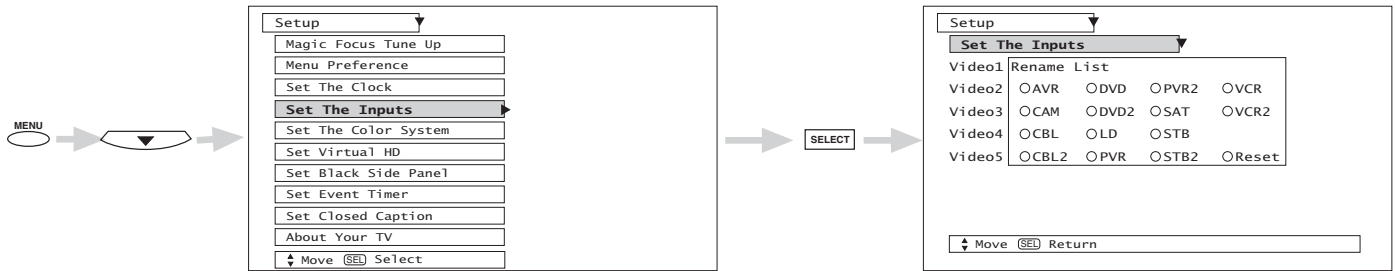 MENU
Setup
Magic Focus Tune Up
Menu Preference
Set The Clock
Set The Inputs
Set The Color System
Set Virtual HD
Set Black Side Panel
Set Event Timer
Set Closed Caption
About Your TV
Move SEL Select
SELECT
Setup
Set The Inputs
Video1 Rename List
Video2 AVR DVD PVR2 VCR
Video3 CAM DVD2 SAT VCR2
Video4 CBL LD STB
Video5 CBL2 PVR STB2 Reset
Move SEL Return